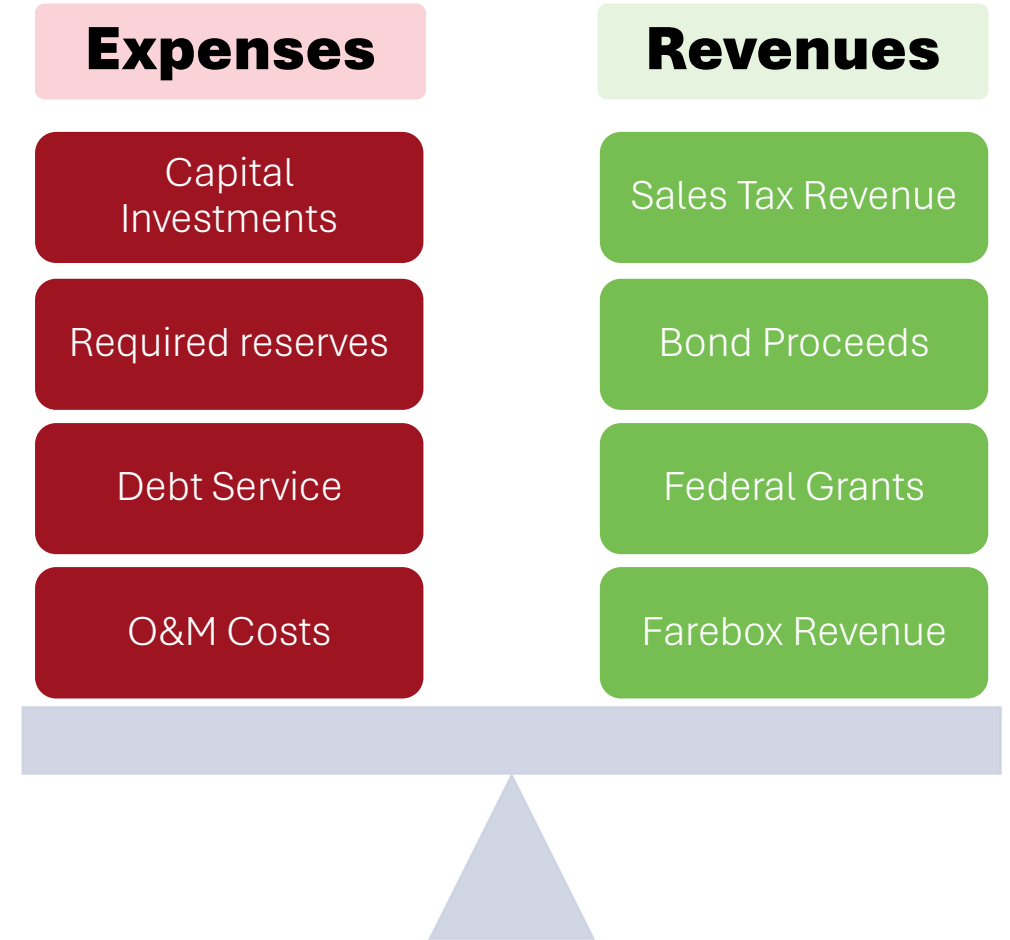 Expenses
Capital
Investments
Required reserves
Debt Service
O&M Costs
Revenues
Sales Tax Revenue
Bond Proceeds
Federal Grants
Farebox Revenue